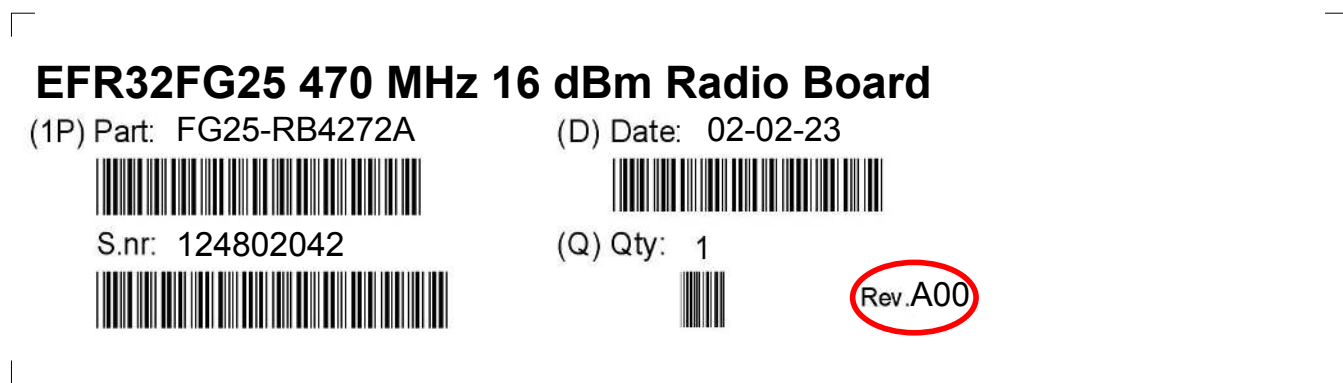 EFR32FG25 470 MHz 16 dBm Radio Board
(1P) Part: FG25-RB4272A (D) Date: 02-02-23
S.nr: 124802042 (Q) Qty: 1
Rev.A00